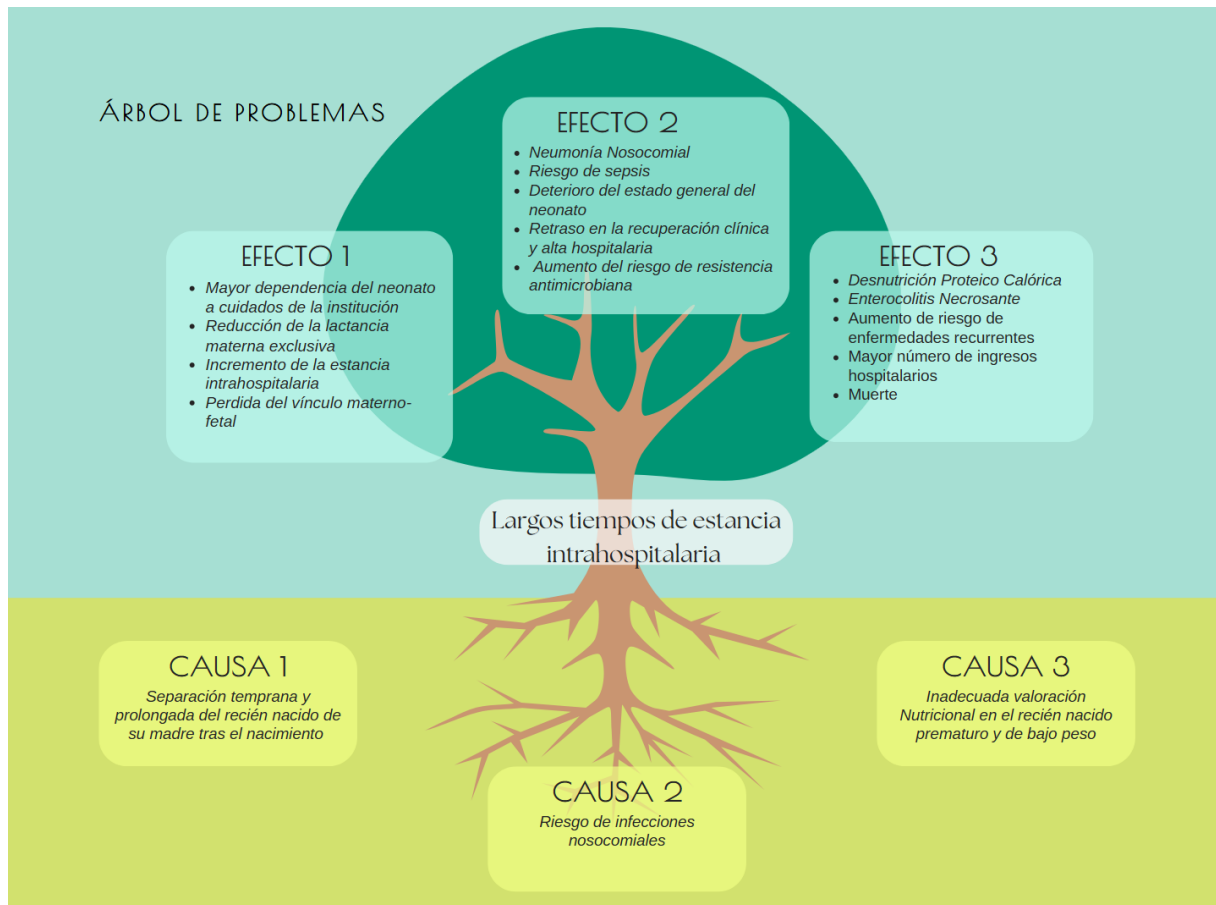 ÁRBOL DE PROBLEMAS
EFECTO 1
• Mayor dependencia del neonato
a cuidados de la institución
• Reducción de la lactancia
materna exclusiva
• Incremento de la estancia
intrahospitalaria
• Perdida del vínculo materno-
fetal
EFECTO 2
• Neumonía Nosocomial
• Riesgo de sepsis
• Deterioro del estado general del
neonato
• Retraso en la recuperación clínica
y alta hospitalaria
• Aumento del riesgo de resistencia
antimicrobiana
EFECTO 3
• Desnutrición Proteico Calórica
• Enterocolitis Necrosante
• Aumento de riesgo de
enfermedades recurrentes
• Mayor número de ingresos
hospitalarios
• Muerte
Largos tiempos de estancia
intrahospitalaria
CAUSA 1
Separación temprana y
prolongada del recién nacido de
su madre tras el nacimiento
CAUSA 2
Riesgo de infecciones
nosocomiales
CAUSA 3
Inadecuada valoración
Nutricional en el recién nacido
prematuro y de bajo peso